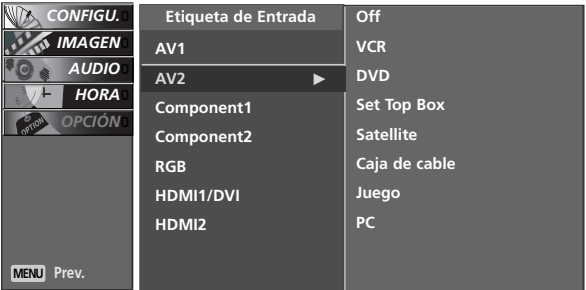 CONFIGU.
IMAGEN
AUDIO
HORA
OPCIÓN
OPTION
MENU Prev.
Etiqueta de Entrada
AV1
AV2 ►
Component1
Component2
RGB
HDMI1/DVI
HDMI2
Off
VCR
DVD
Set Top Box
Satellite
Caja de cable
Juego
PC